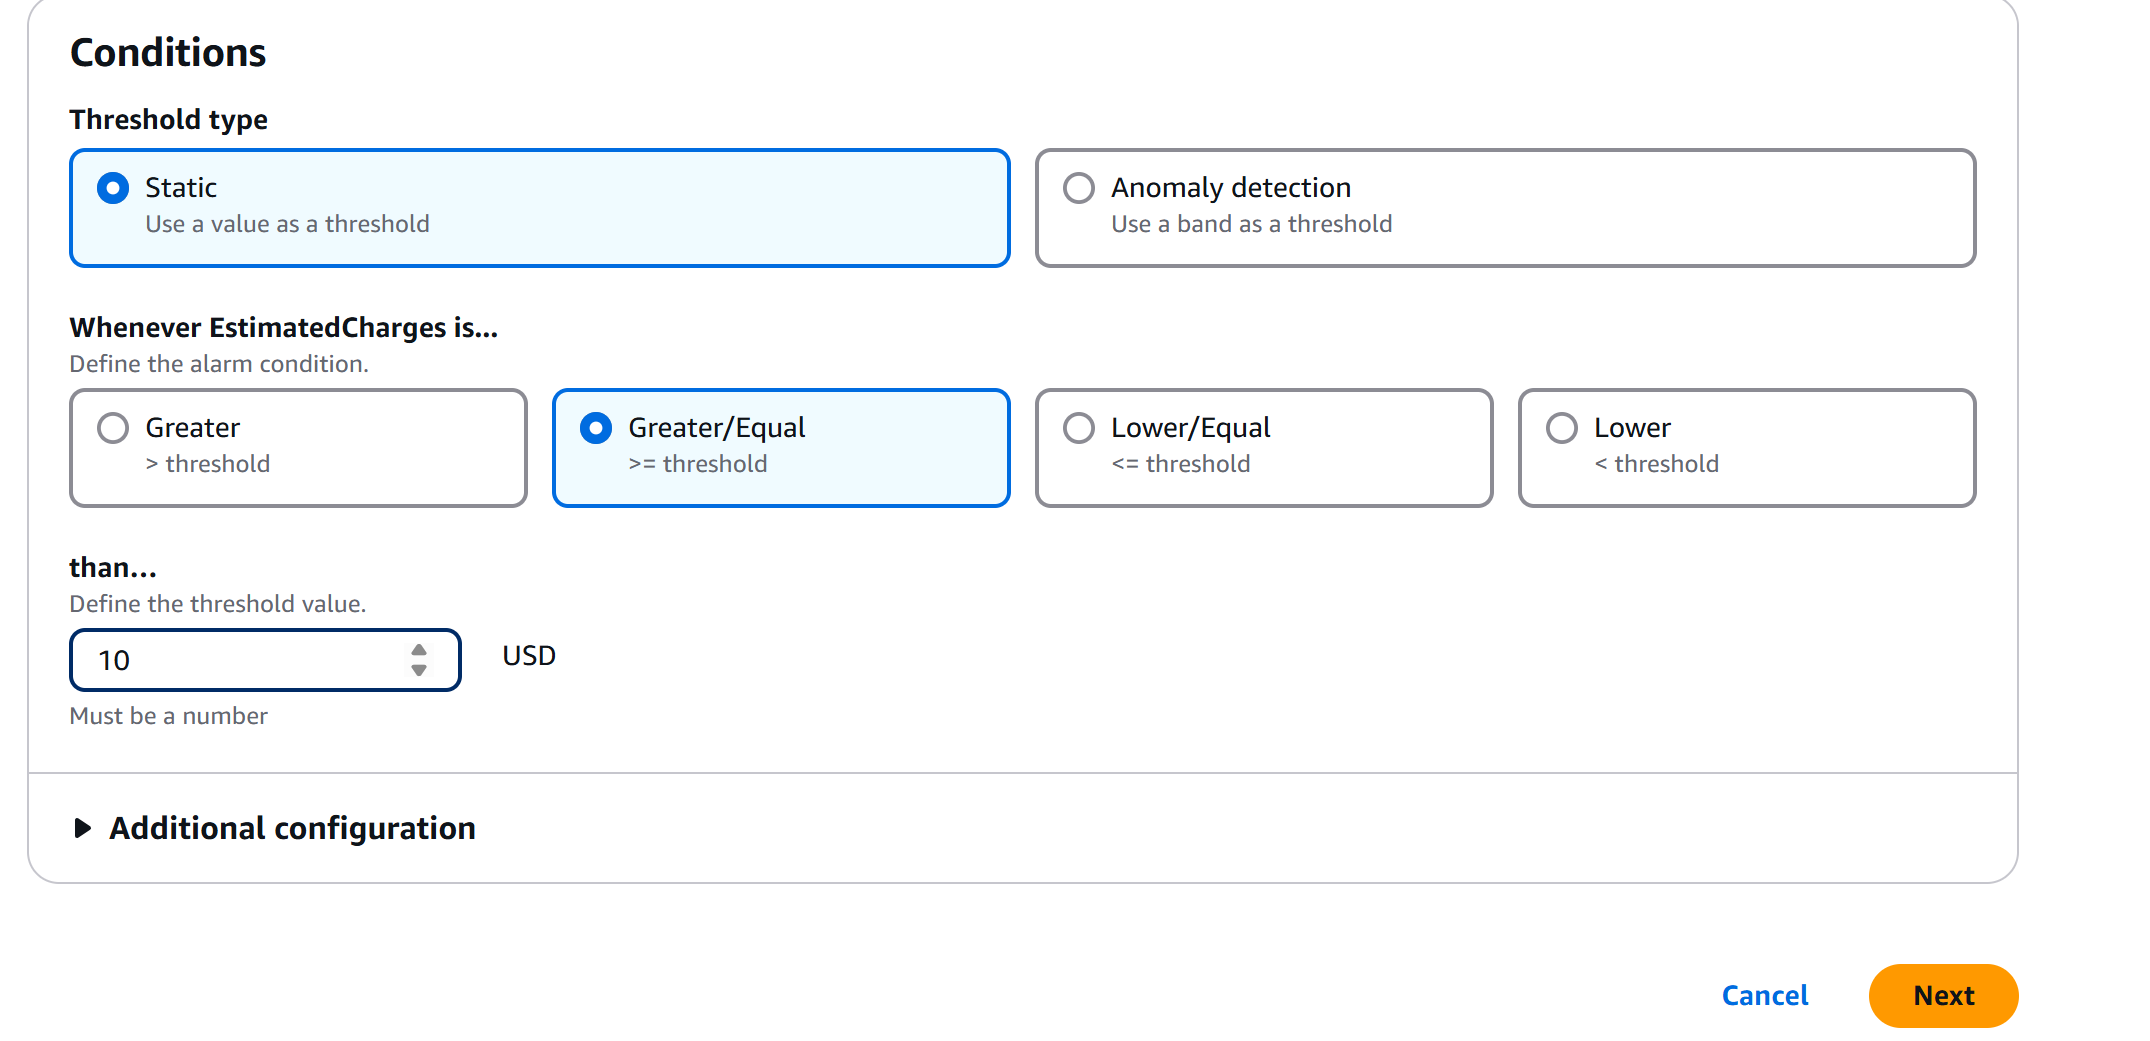 Conditions
Threshold type
Static
Use a value as a threshold
Anomaly detection
Use a band as a threshold
Whenever EstimatedCharges is...
Define the alarm condition.
Greater
> threshold
Greater/Equal
>= threshold
Lower/Equal
<= threshold
Lower
< threshold
than...
Define the threshold value.
10
USD
Must be a number
Additional configuration
Cancel
Next